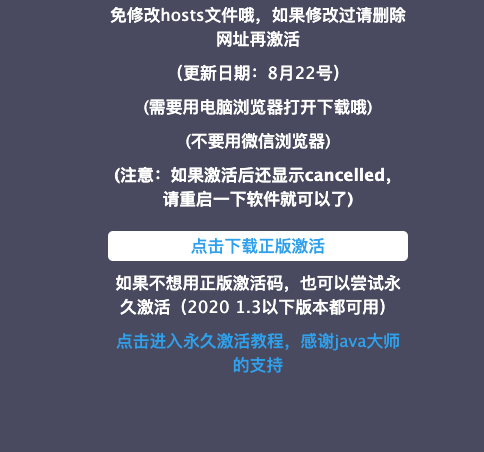 免修改hosts文件哦，如果修改过请删除
网址再激活
（更新日期：8月22号）
(需要用电脑浏览器打开下载哦)
(不要用微信浏览器)
(注意：如果激活后还显示cancelled，
请重启一下软件就可以了)
点击下载正版激活
如果不想用正版激活码，也可以尝试永
久激活（2020 1.3以下版本都可用）
点击进入永久激活教程，感谢java大师
的支持